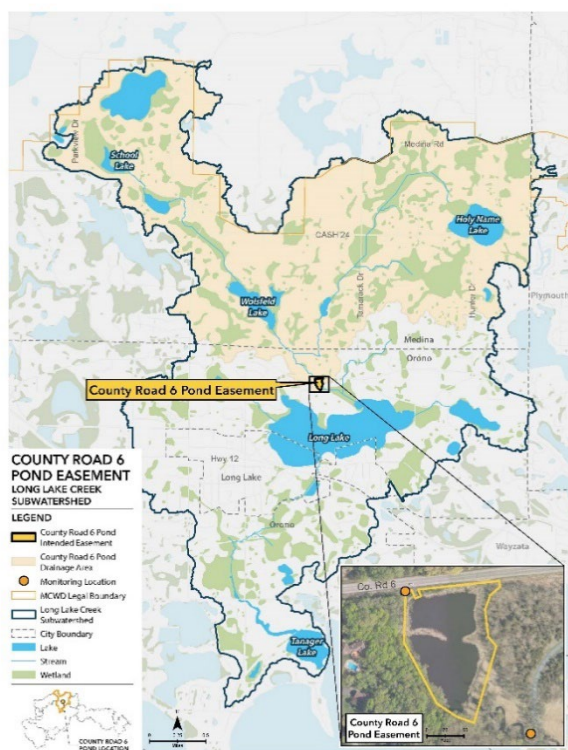 Parkview Dr
School
Lake
Medina Rd
Holy Name
Lake
CASH 24
Tamarack Dr
Hunter Dr
Plymouth
Wolsfeld
Lake
Medina
Orono
County Road 6 Pond Easement
Long Lake
Hwy. 12
Long Lake
Orono
Wayzata
Tanager
Lake
COUNTY ROAD 6
POND EASEMENT
LONG LAKE CREEK
SUBWATERSHED
LEGEND
County Road 6 Pond
Intended Easement
County Road 6 Pond
Drainage Area
Monitoring Location
MCWD Legal Boundary
Long Lake Creek
Subwatershed
City Boundary
Lake
Stream
Wetland
COUNTY ROAD 6
POND LOCATION
Miles
Co. Rd 6
County Road 6
Pond Easement